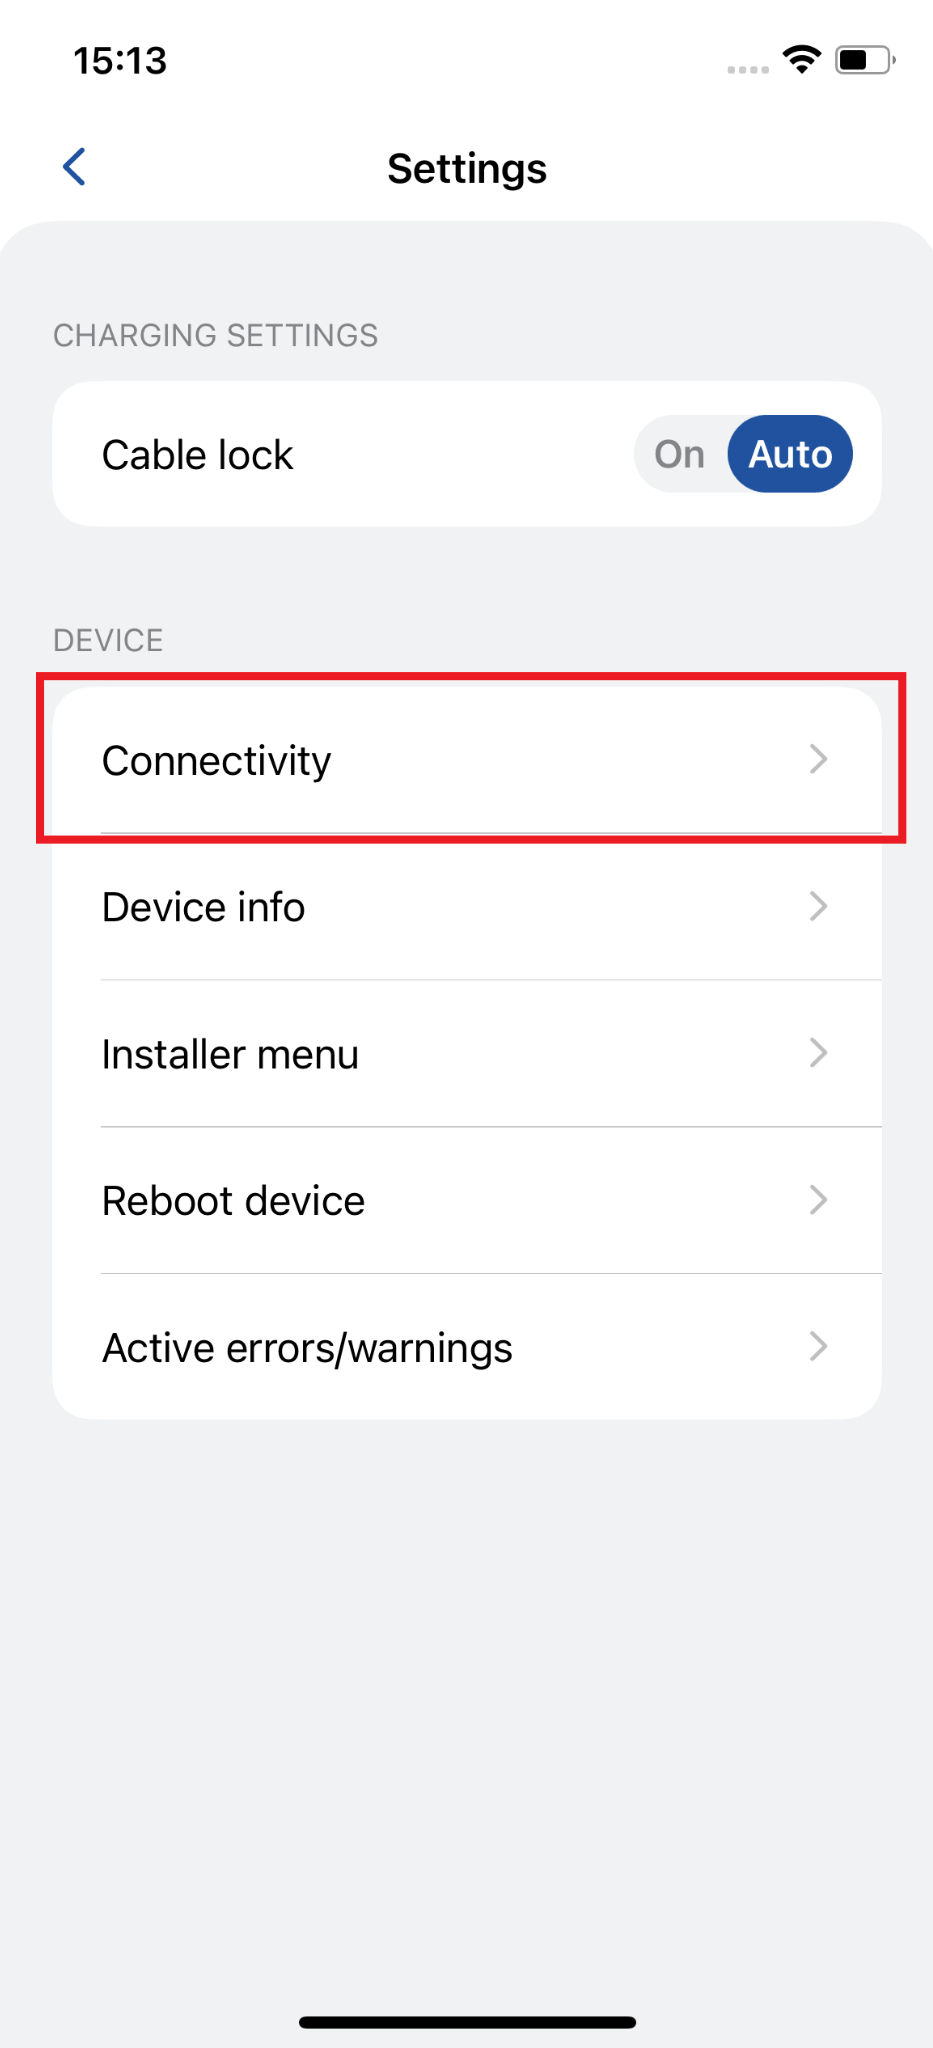 15:13
Settings
CHARGING SETTINGS
Cable lock
On
Auto
DEVICE
Connectivity
Device info
Installer menu
Reboot device
Active errors/warnings